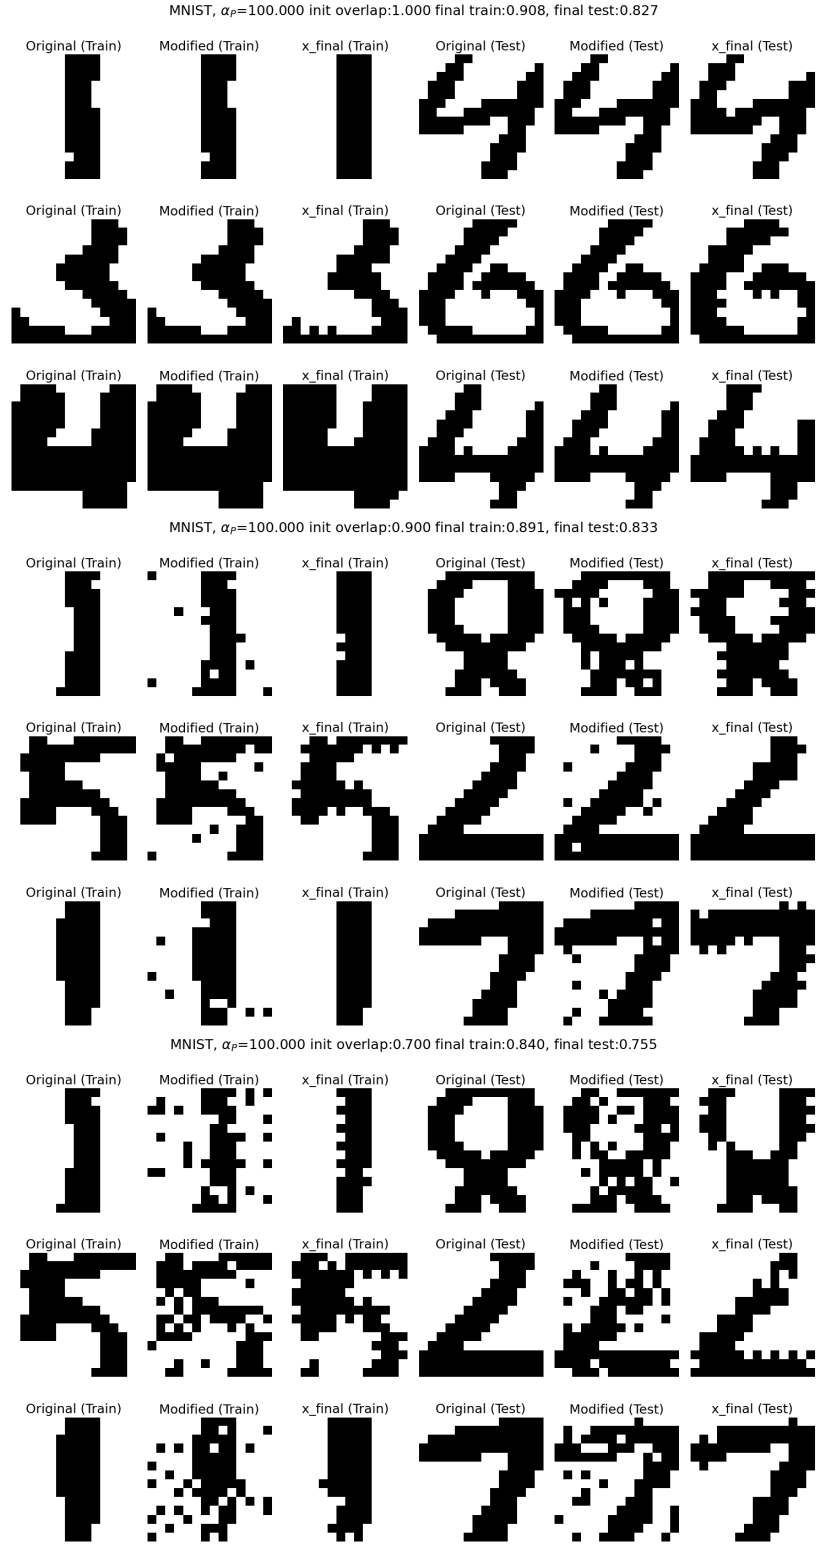 MNIST, α_P=100.000 init overlap:1.000 final train:0.908, final test:0.827
Original (Train) Modified (Train) x_final (Train) Original (Test) Modified (Test) x_final (Test)
Original (Train) Modified (Train) x_final (Train) Original (Test) Modified (Test) x_final (Test)
Original (Train) Modified (Train) x_final (Train) Original (Test) Modified (Test) x_final (Test)
MNIST, α_P=100.000 init overlap:0.900 final train:0.891, final test:0.833
Original (Train) Modified (Train) x_final (Train) Original (Test) Modified (Test) x_final (Test)
Original (Train) Modified (Train) x_final (Train) Original (Test) Modified (Test) x_final (Test)
Original (Train) Modified (Train) x_final (Train) Original (Test) Modified (Test) x_final (Test)
MNIST, α_P=100.000 init overlap:0.700 final train:0.840, final test:0.755
Original (Train) Modified (Train) x_final (Train) Original (Test) Modified (Test) x_final (Test)
Original (Train) Modified (Train) x_final (Train) Original (Test) Modified (Test) x_final (Test)
Original (Train) Modified (Train) x_final (Train) Original (Test) Modified (Test) x_final (Test)